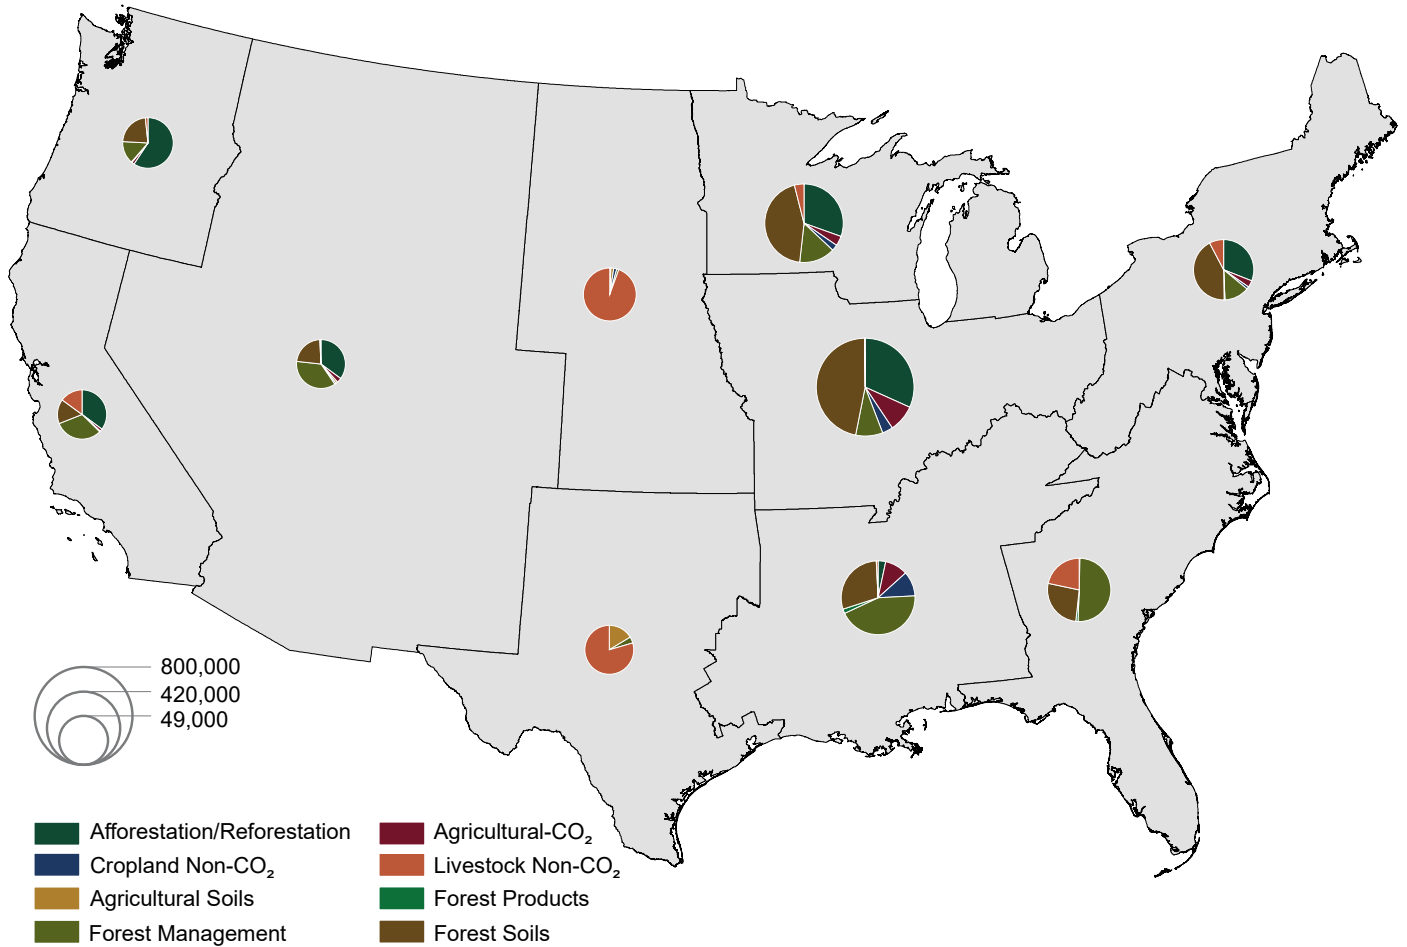 800,000
420,000
49,000
Afforestation/Reforestation
Agricultural-CO₂
Cropland Non-CO₂
Livestock Non-CO₂
Agricultural Soils
Forest Products
Forest Management
Forest Soils